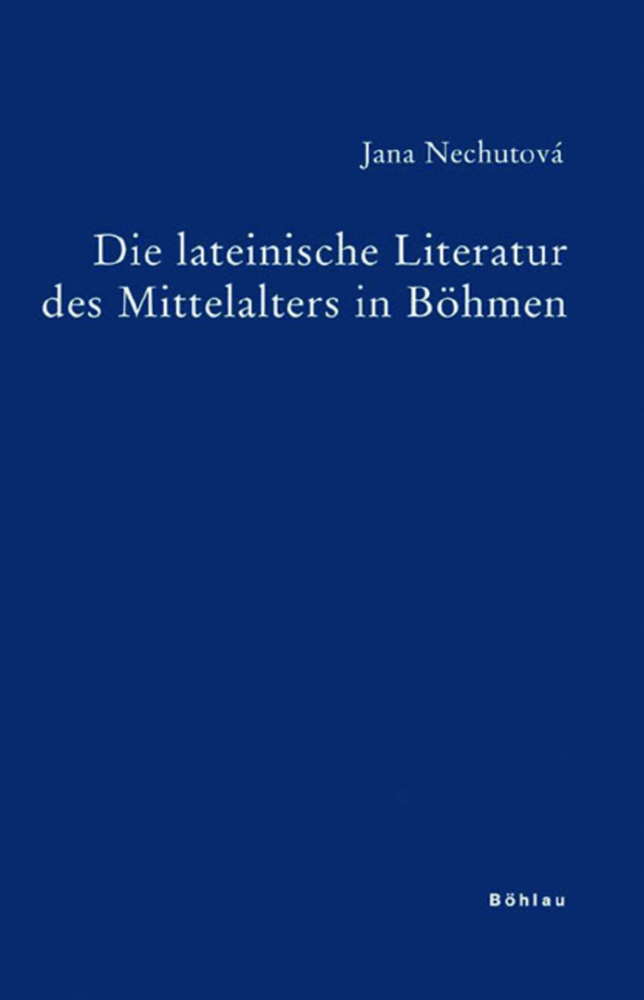 Jana Nechutová
Die lateinische Literatur
des Mittelalters in Böhmen
Böhlau